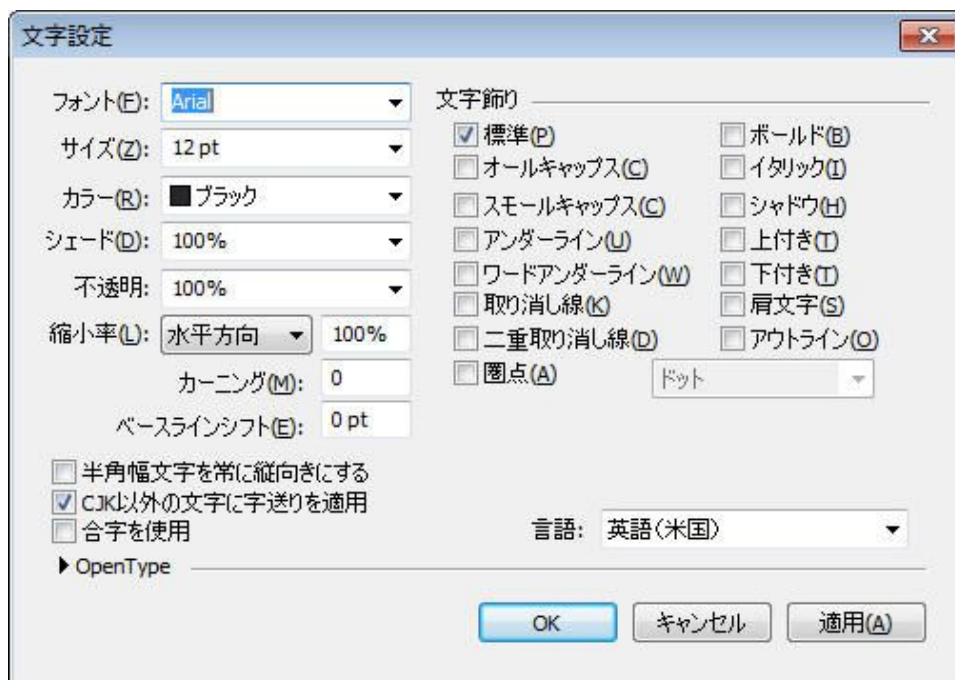 文字設定
フォント(F): Arial
サイズ(Z): 12 pt
カラー(R): ブラック
シェード(D): 100%
不透明: 100%
縮小率(L): 水平方向 100%
カーニング(M): 0
ベースラインシフト(E): 0 pt
半角幅文字を常に縦向きにする
CJK以外の文字に字送りを適用
合字を使用
OpenType
文字飾り
標準(P) ボールド(B)
オールキャップス(C) イタリック(I)
スモールキャップス(C) シャドウ(H)
アンダーライン(U) 上付き(T)
ワードアンダーライン(W) 下付き(T)
取り消し線(K) 肩文字(S)
二重取り消し線(D) アウトライン(O)
圏点(A) ドット
言語: 英語(米国)
OK キャンセル 適用(A)